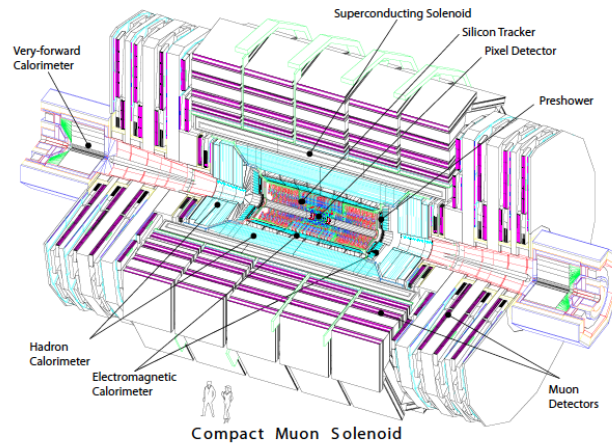 Superconducting Solenoid
Silicon Tracker
Pixel Detector
Very-forward
Calorimeter
Preshower
Hadron
Calorimeter
Electromagnetic
Calorimeter
Muon
Detectors
Compact Muon Solenoid